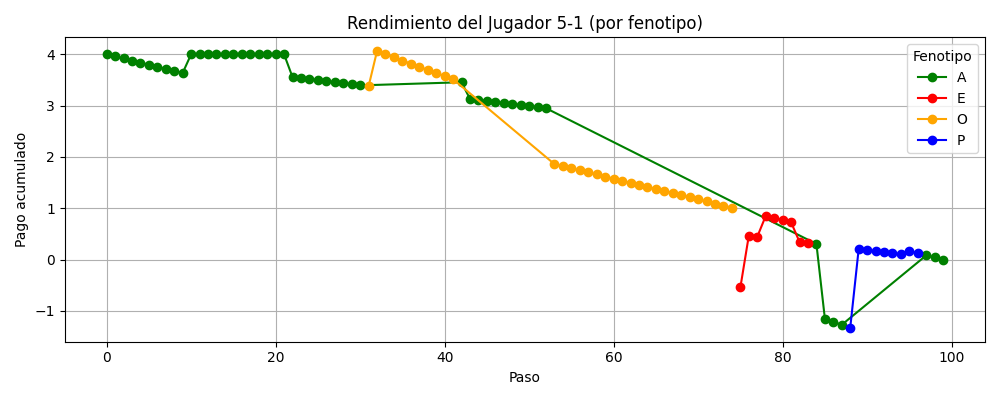 Rendimiento del Jugador 5-1 (por fenotipo)
Pago acumulado
4
3
2
1
0
−1
0 20 40 60 80 100
Paso
Fenotipo
A
E
O
P